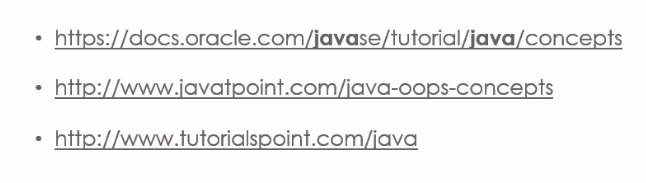 • https://docs.oracle.com/javase/tutorial/java/concepts
• http://www.javatpoint.com/java-oops-concepts
• http://www.tutorialspoint.com/java